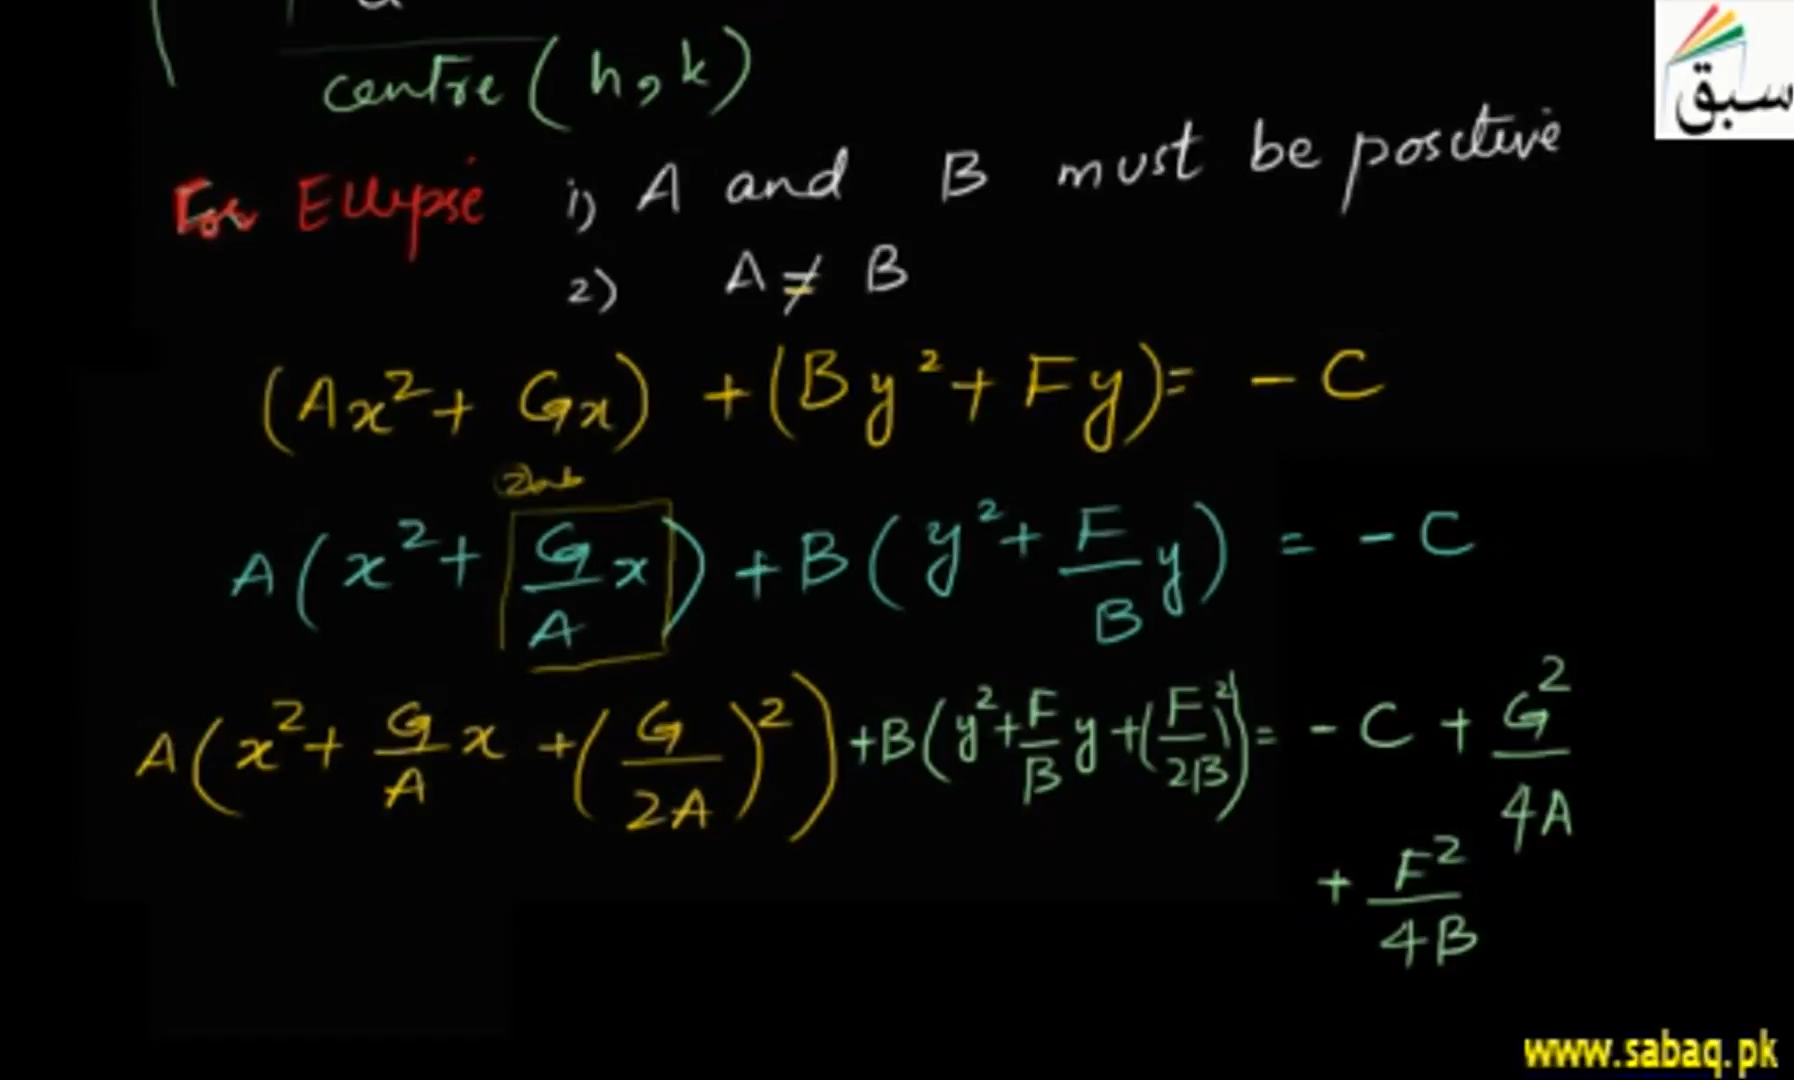 centre (h, k)
سبق
For Ellipse i) A and B must be positive
2) A ≠ B
(Ax² + Gx) + (By² + Fy) = - C
2ab
A(x² + G/A x) + B(y² + F/B y) = - C
A(x² + G/A x + (G/2A)²) + B(y² + F/B y + (F/2B)²) = - C + G²/4A
+ F²/4B
www.sabaq.pk